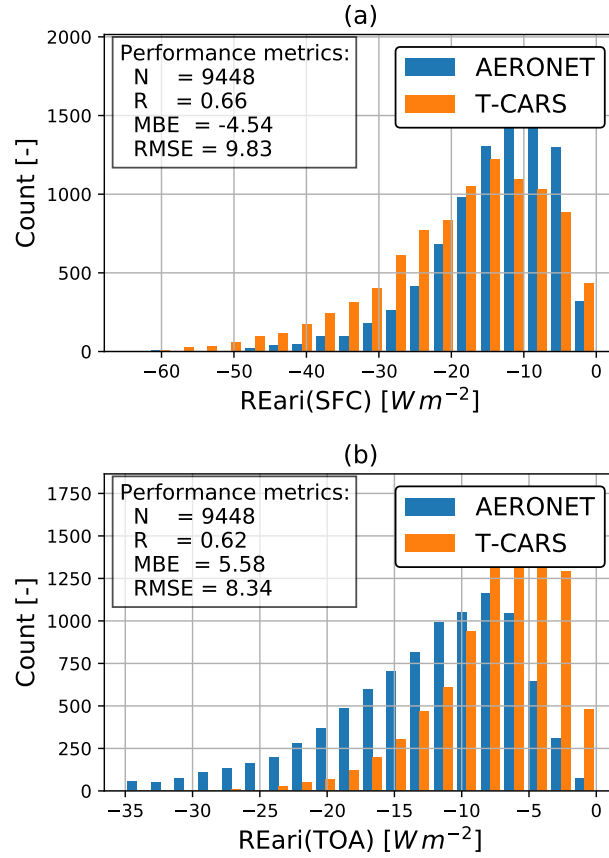 (a)
2000
1500
1000
500
0
Count [-]
Performance metrics:
N = 9448
R = 0.66
MBE = -4.54
RMSE = 9.83
AERONET
T-CARS
−60 −50 −40 −30 −20 −10 0
REari(SFC) [W m⁻²]
(b)
1750
1500
1250
1000
750
500
250
0
Count [-]
Performance metrics:
N = 9448
R = 0.62
MBE = 5.58
RMSE = 8.34
AERONET
T-CARS
−35 −30 −25 −20 −15 −10 −5 0
REari(TOA) [W m⁻²]